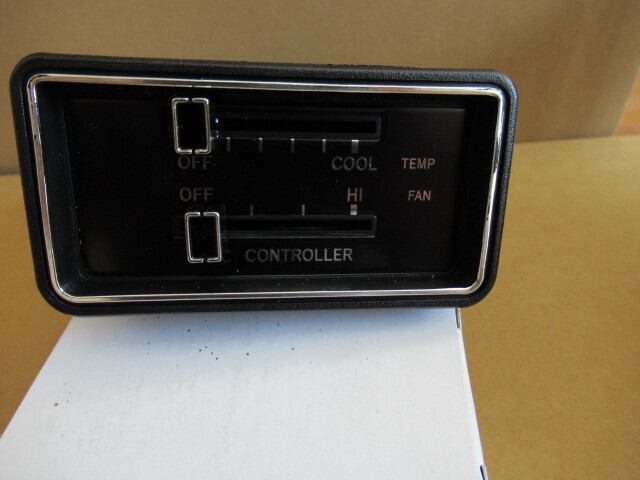 OFF COOL TEMP
OFF HI FAN
C CONTROLLER